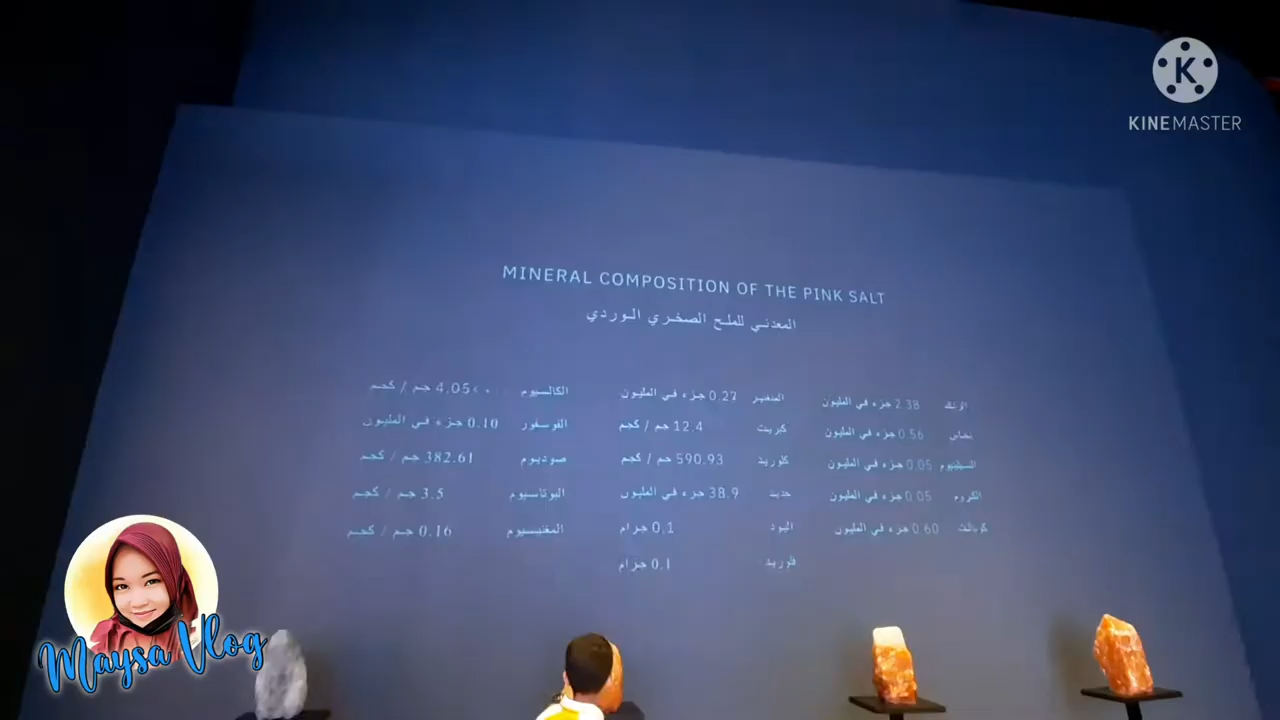 KINEMASTER
MINERAL COMPOSITION OF THE PINK SALT
المعدني للملح الصخري الوردي
الكالسيوم 4.05 جم / كجم
الفوسفور 0.10 جزء في المليون
صوديوم 382.61 جم / كجم
البوتاسيوم 3.5 جم / كجم
المغنيسيوم 0.16 جم / كجم
0.27 جزء في المليون
كبريت 12.4 جم / كجم
كلوريد 590.93 جم / كجم
حديد 38.9 جزء في المليون
اليود 0.1 جرام
فلوريد 0.1 جرام
2.38 جزء في المليون
نحاس 0.56 جزء في المليون
0.05 جزء في المليون
الكروم 0.05 جزء في المليون
كوبالت 0.60 جزء في المليون
Maysa Vlog